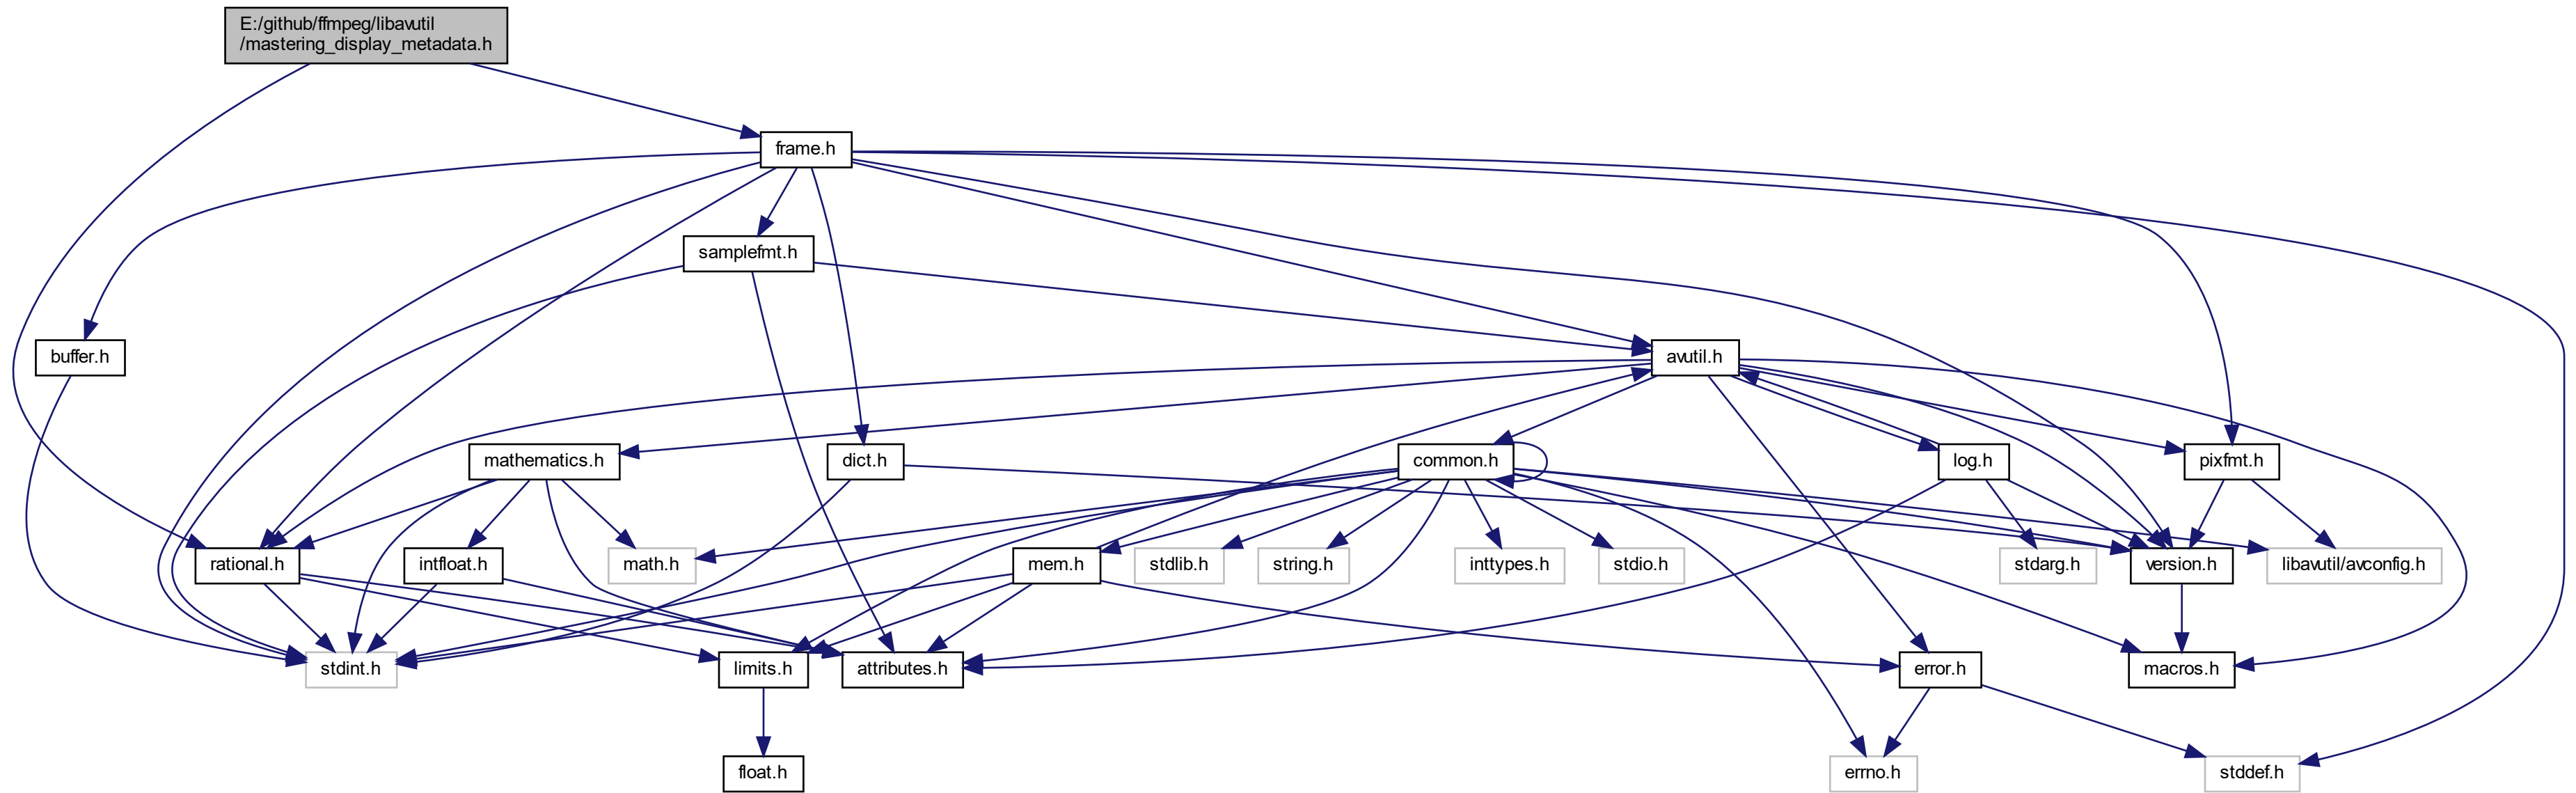 E:/github/ffmpeg/libavutil
/mastering_display_metadata.h
frame.h
samplefmt.h
buffer.h
avutil.h
mathematics.h
dict.h
common.h
log.h
pixfmt.h
rational.h
intfloat.h
math.h
mem.h
stdlib.h
string.h
inttypes.h
stdio.h
stdarg.h
version.h
libavutil/avconfig.h
stdint.h
limits.h
attributes.h
error.h
macros.h
float.h
errno.h
stddef.h